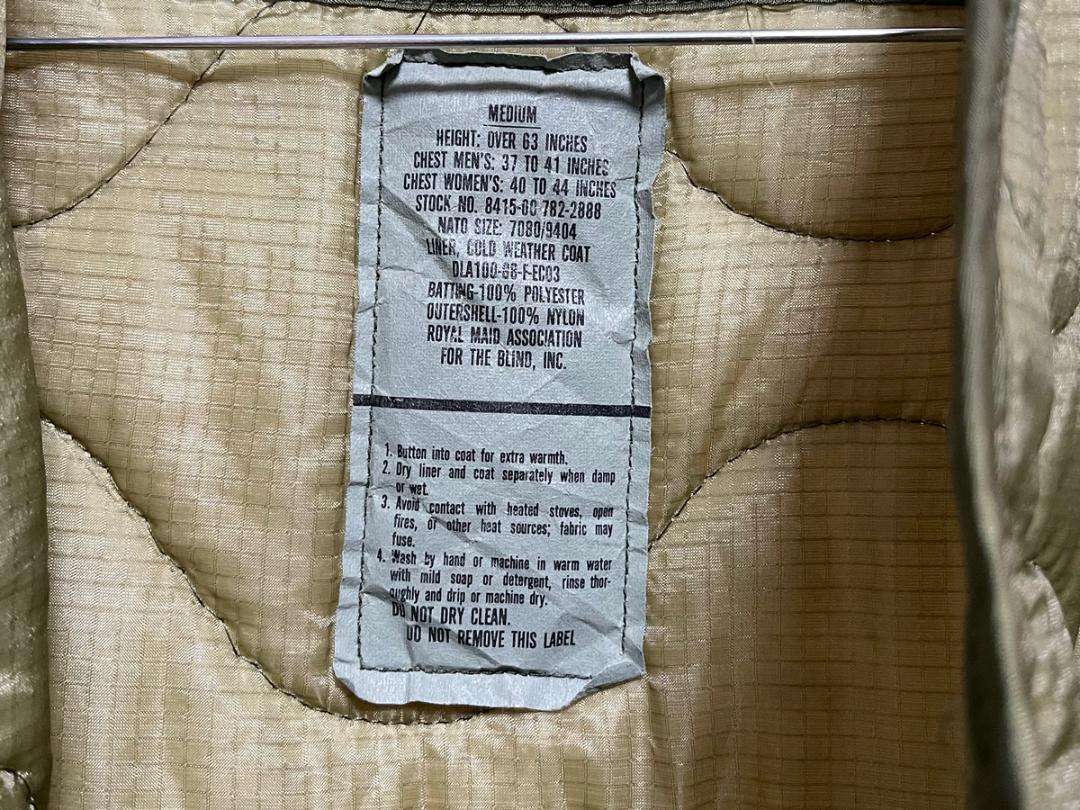 MEDIUM
HEIGHT: OVER 63 INCHES
CHEST MEN'S: 37 TO 41 INCHES
CHEST WOMEN'S: 40 TO 44 INCHES
STOCK NO. 8415-00-782-2888
NATO SIZE: 7080/9404
LINER, COLD WEATHER COAT
DLA100-88-F-EC03
BATTING-100% POLYESTER
OUTERSHELL-100% NYLON
ROYAL MAID ASSOCIATION
FOR THE BLIND, INC.
1. Button into coat for extra warmth.
2. Dry liner and coat separately when damp
or wet.
3. Avoid contact with heated stoves, open
fires, or other heat sources; fabric may
fuse.
4. Wash by hand or machine in warm water
with mild soap or detergent, rinse thor-
oughly and drip or machine dry.
DO NOT DRY CLEAN.
DO NOT REMOVE THIS LABEL